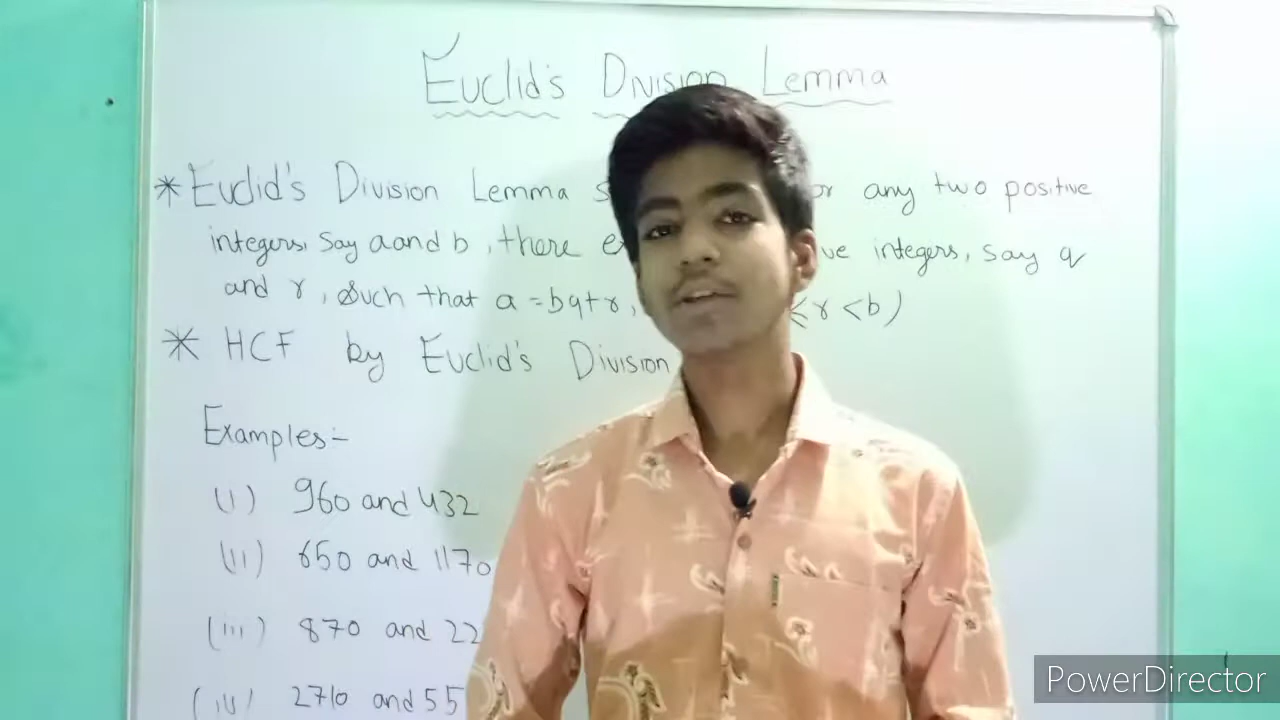 Euclid's Division Lemma
* Euclid's Division Lemma any two positive
integers, say a and b, there integers, say q
and r, such that a = bq+r, r < b)
* HCF by Euclid's Division
Examples:-
(i) 960 and 432
(ii) 650 and 1170
(iii) 870 and 22
(iv) 2710 and 55
PowerDirector